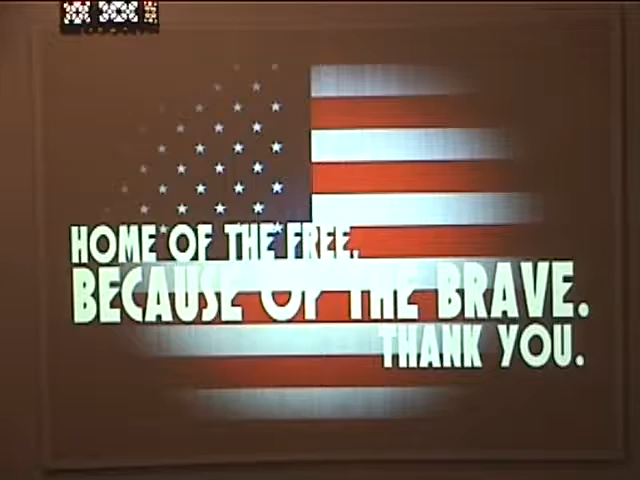 HOME OF THE FREE,
BECAUSE OF THE BRAVE.
THANK YOU.